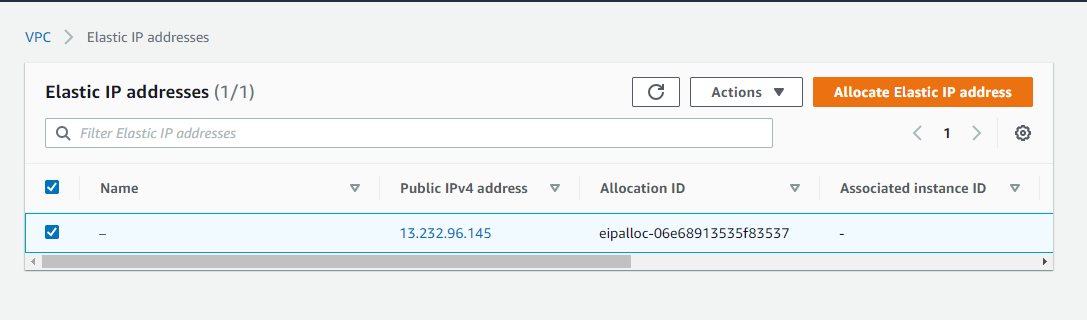 VPC > Elastic IP addresses
Elastic IP addresses (1/1) Actions Allocate Elastic IP address
Filter Elastic IP addresses 1
Name Public IPv4 address Allocation ID Associated instance ID
– 13.232.96.145 eipalloc-06e68913535f83537 -